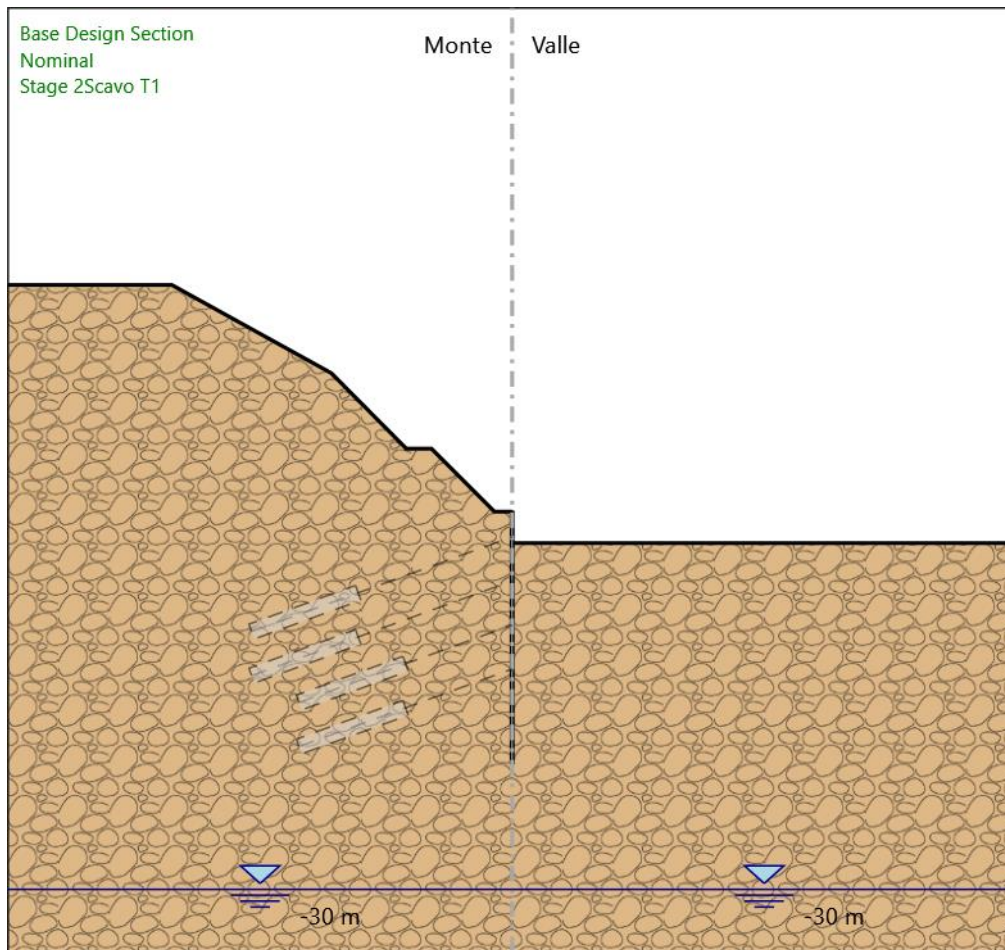 Base Design Section
Nominal
Stage 2Scavo T1
Monte
Valle
-30 m
-30 m